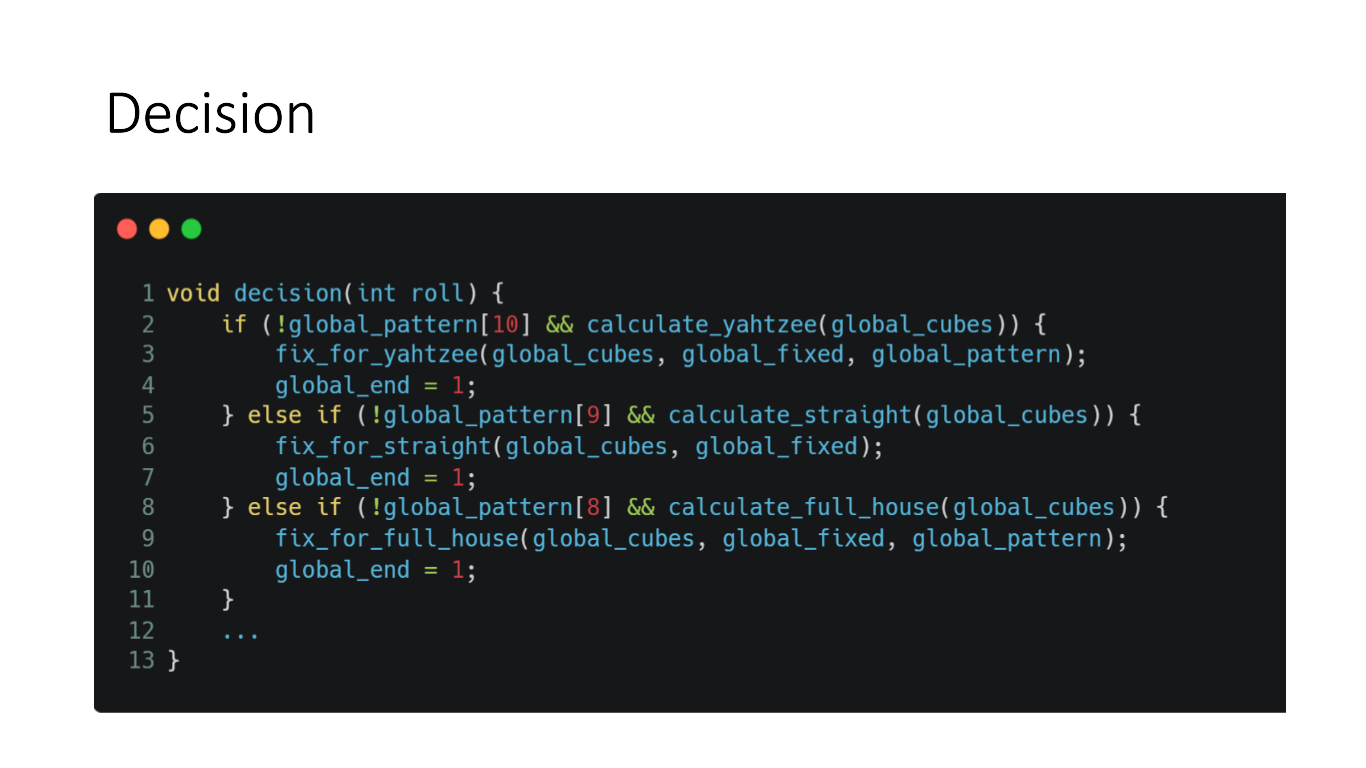 Decision
1 void decision(int roll) {
2     if (!global_pattern[10] && calculate_yahtzee(global_cubes)) {
3         fix_for_yahtzee(global_cubes, global_fixed, global_pattern);
4         global_end = 1;
5     } else if (!global_pattern[9] && calculate_straight(global_cubes)) {
6         fix_for_straight(global_cubes, global_fixed);
7         global_end = 1;
8     } else if (!global_pattern[8] && calculate_full_house(global_cubes)) {
9         fix_for_full_house(global_cubes, global_fixed, global_pattern);
10         global_end = 1;
11     }
12     ...
13 }